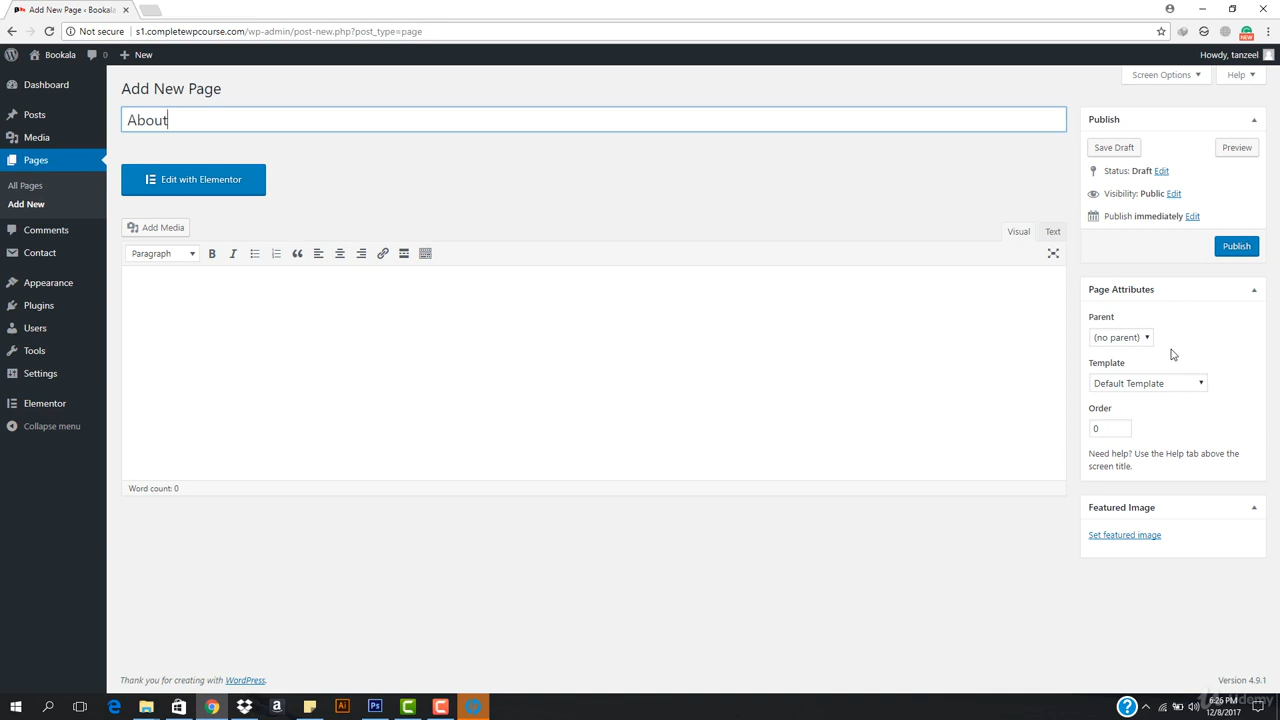 Add New Page ‹ Bookala
Not secure s1.completewpcourse.com/wp-admin/post-new.php?post_type=page
NEW
Bookala 0 New Howdy, tanzeel
Screen Options Help
Dashboard
Posts
Media
Pages
All Pages
Add New
Comments
Contact
Appearance
Plugins
Users
Tools
Settings
Elementor
Collapse menu
Add New Page
About
Edit with Elementor
Add Media
Visual Text
Paragraph B I
Word count: 0
Publish
Save Draft Preview
Status: Draft Edit
Visibility: Public Edit
Publish immediately Edit
Publish
Page Attributes
Parent
(no parent)
Template
Default Template
Order
0
Need help? Use the Help tab above the
screen title.
Featured Image
Set featured image
Thank you for creating with WordPress.
Version 4.9.1
Ai Ps
6:26 PM
12/8/2017
Udemy